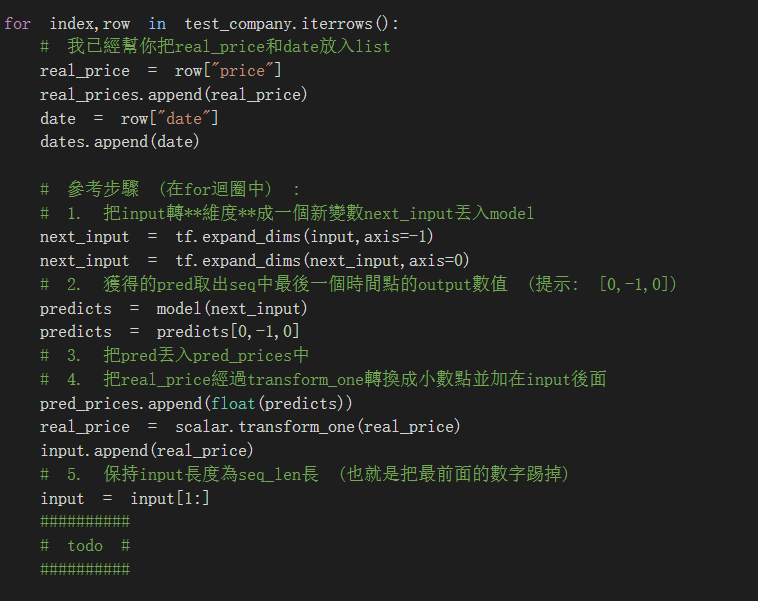 for index,row in test_company.iterrows():
    # 我已經幫你把real_price和date放入list
    real_price = row["price"]
    real_prices.append(real_price)
    date = row["date"]
    dates.append(date)

    # 參考步驟 (在for迴圈中) :
    # 1. 把input轉**維度**成一個新變數next_input丟入model
    next_input = tf.expand_dims(input,axis=-1)
    next_input = tf.expand_dims(next_input,axis=0)
    # 2. 獲得的pred取出seq中最後一個時間點的output數值 (提示: [0,-1,0])
    predicts = model(next_input)
    predicts = predicts[0,-1,0]
    # 3. 把pred丟入pred_prices中
    # 4. 把real_price經過transform_one轉換成小數點並加在input後面
    pred_prices.append(float(predicts))
    real_price = scalar.transform_one(real_price)
    input.append(real_price)
    # 5. 保持input長度為seq_len長 (也就是把最前面的數字踢掉)
    input = input[1:]
    ##########
    # todo #
    ##########